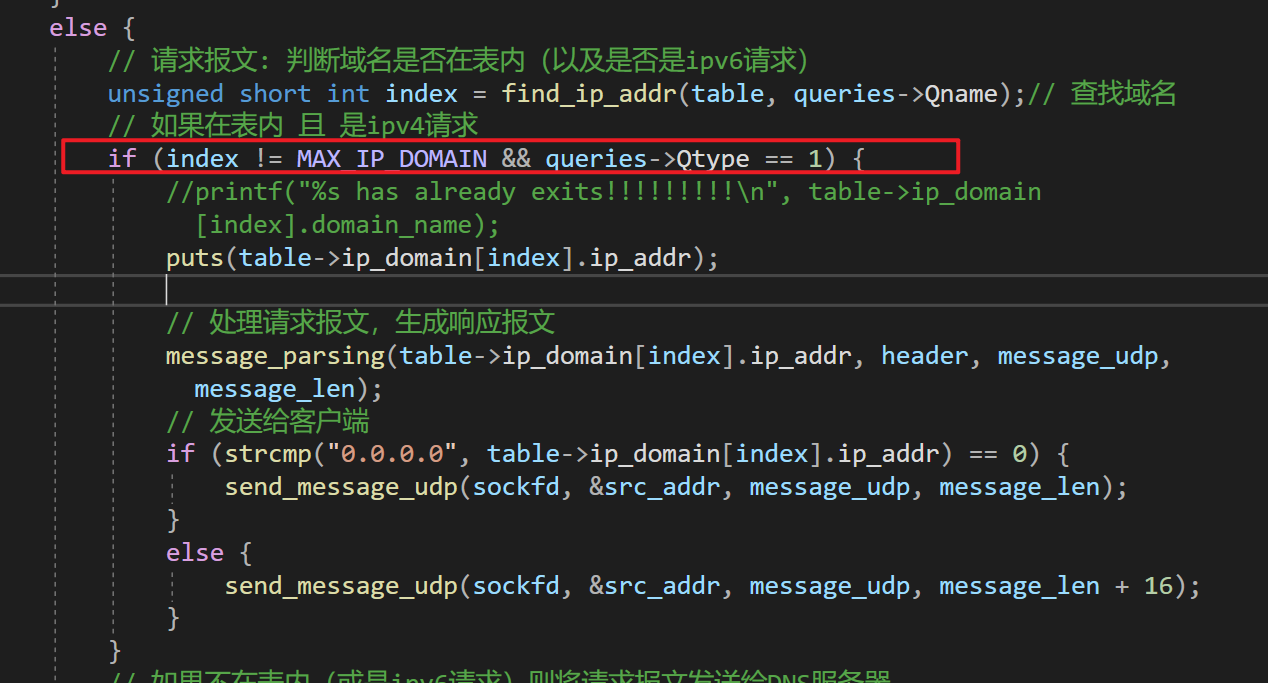 }
else {
// 请求报文: 判断域名是否在表内 (以及是否是ipv6请求)
unsigned short int index = find_ip_addr(table, queries->Qname);// 查找域名
// 如果在表内 且 是ipv4请求
if (index != MAX_IP_DOMAIN && queries->Qtype == 1) {
//printf("%s has already exits!!!!!!!!!\n", table->ip_domain
[index].domain_name);
puts(table->ip_domain[index].ip_addr);
// 处理请求报文, 生成响应报文
message_parsing(table->ip_domain[index].ip_addr, header, message_udp,
message_len);
// 发送给客户端
if (strcmp("0.0.0.0", table->ip_domain[index].ip_addr) == 0) {
send_message_udp(sockfd, &src_addr, message_udp, message_len);
}
else {
send_message_udp(sockfd, &src_addr, message_udp, message_len + 16);
}
}
// 如果不在表内 (或是ipv6请求) 则将请求报文发送给DNS服务器